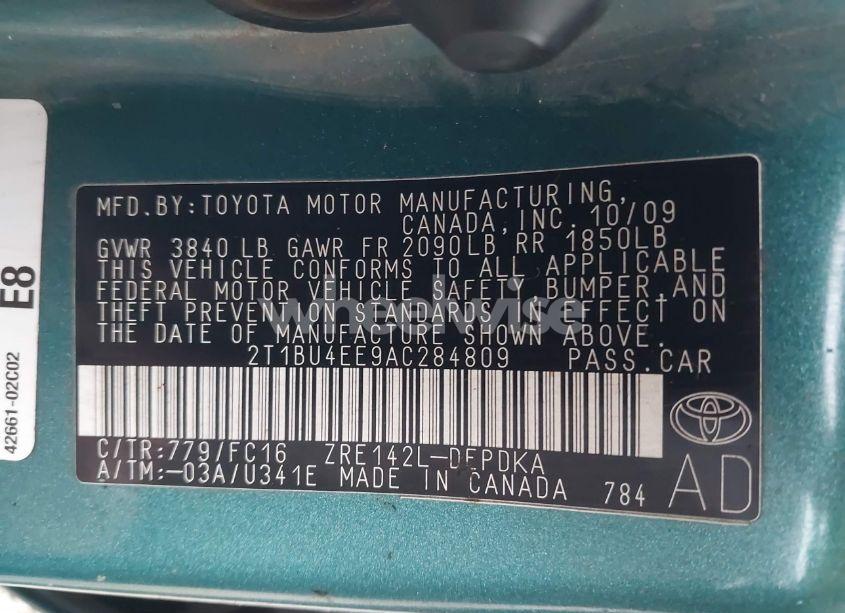 MFD.BY:TOYOTA MOTOR MANUFACTURING,
CANADA, INC. 10/09
GVWR 3840 LB GAWR FR 2090LB RR 1850LB
THIS VEHICLE CONFORMS TO ALL APPLICABLE
FEDERAL MOTOR VEHICLE SAFETY, BUMPER, AND
THEFT PREVENTION STANDARDS IN EFFECT ON
THE DATE OF MANUFACTURE SHOWN ABOVE.
2T1BU4EE9AC284809 PASS.CAR
C/TR:779/FC16 ZRE142L-DEPDKA
A/TM:-03A/U341E MADE IN CANADA 784
AD
E8
42661-02C02
wheelwise